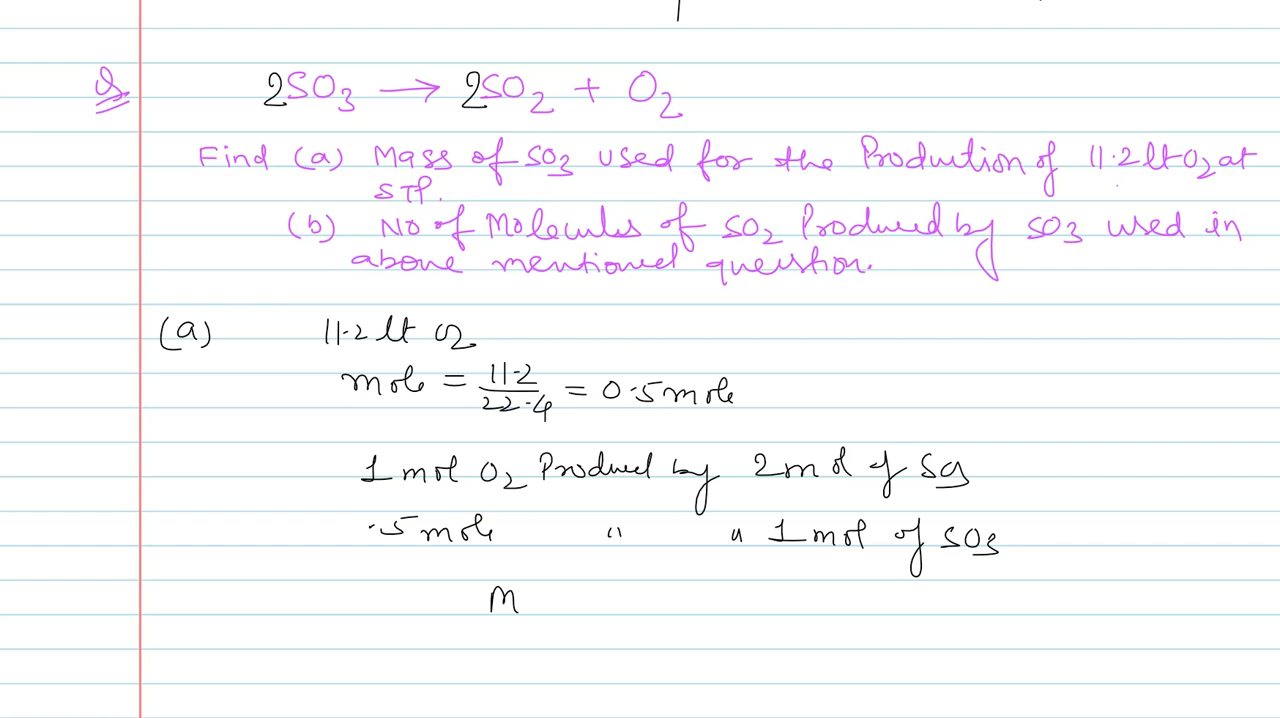 Q 2SO3 → 2SO2 + O2
Find (a) Mass of SO3 used for the Production of 11.2 lt O2 at
STP.
(b) No of Molecules of SO2 Produced by SO3 used in
above mentioned question.
(a) 11.2 lt O2
mole = 11.2/22.4 = 0.5 mole
1 mol O2 Produced by 2 mol of SO3
.5 mole " " 1 mol of SO3
M